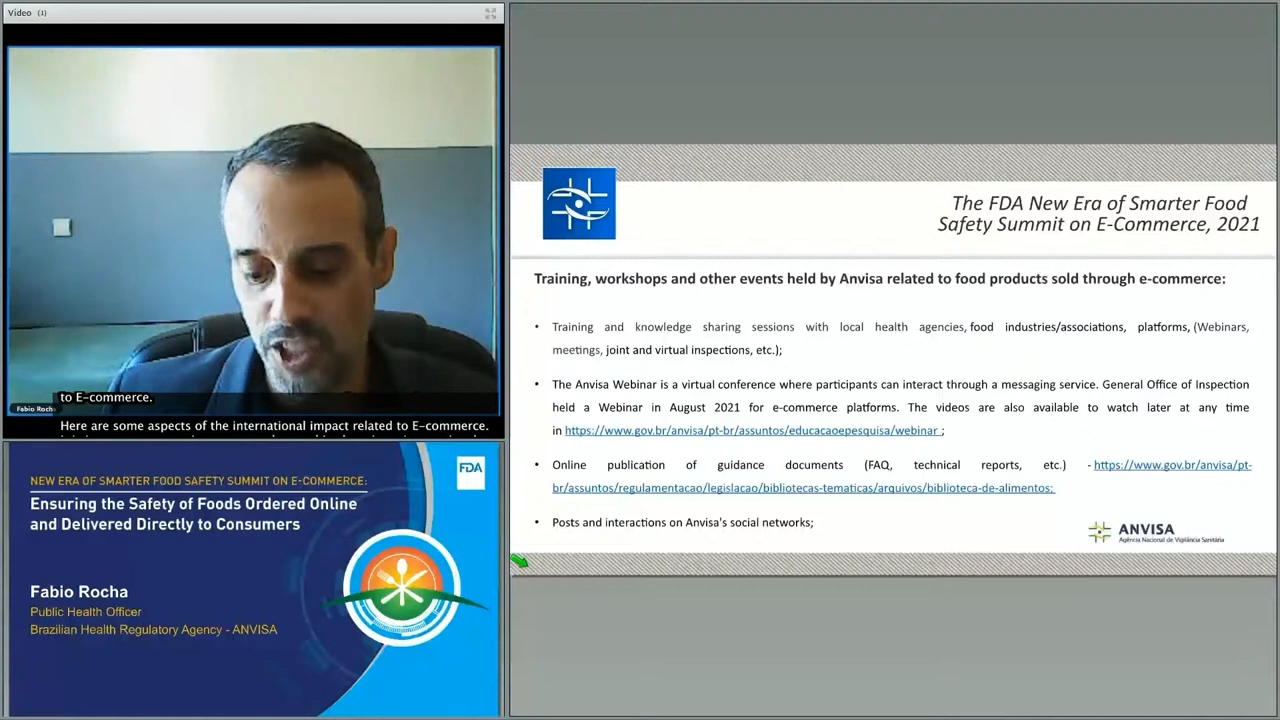 Video (1)
to E-commerce.
Fabio Roch
Here are some aspects of the international impact related to E-commerce.
FDA
NEW ERA OF SMARTER FOOD SAFETY SUMMIT ON E-COMMERCE:
Ensuring the Safety of Foods Ordered Online
and Delivered Directly to Consumers
Fabio Rocha
Public Health Officer
Brazilian Health Regulatory Agency - ANVISA
The FDA New Era of Smarter Food
Safety Summit on E-Commerce, 2021
Training, workshops and other events held by Anvisa related to food products sold through e-commerce:
• Training and knowledge sharing sessions with local health agencies, food industries/associations, platforms, (Webinars,
meetings, joint and virtual inspections, etc.);
• The Anvisa Webinar is a virtual conference where participants can interact through a messaging service. General Office of Inspection
held a Webinar in August 2021 for e-commerce platforms. The videos are also available to watch later at any time
in https://www.gov.br/anvisa/pt-br/assuntos/educacaoepesquisa/webinar ;
• Online publication of guidance documents (FAQ, technical reports, etc.) - https://www.gov.br/anvisa/pt-
br/assuntos/regulamentacao/legislacao/bibliotecas-tematicas/arquivos/biblioteca-de-alimentos;
• Posts and interactions on Anvisa's social networks;
ANVISA
Agência Nacional de Vigilância Sanitária